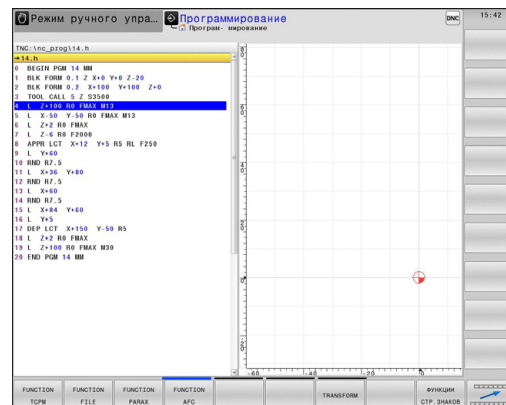 Режим ручного упра…
Программирование
Програм- мирование
DNC
15:42
TNC:\nc_prog\14.h
→14.h
0 BEGIN PGM 14 MM
1 BLK FORM 0.1 Z X+0 Y+0 Z-20
2 BLK FORM 0.2 X+100 Y+100 Z+0
3 TOOL CALL 5 Z S3500
4 L Z+100 R0 FMAX M13
5 L X-50 Y-50 R0 FMAX M13
6 L Z+2 R0 FMAX
7 L Z-6 R0 F2000
8 APPR LCT X+12 Y+5 R5 RL F250
9 L Y+60
10 RND R7.5
11 L X+36 Y+80
12 RND R7.5
13 L X+60
14 RND R7.5
15 L X+84 Y+60
16 L Y+5
17 DEP LCT X+150 Y-50 R5
18 L Z+2 R0 FMAX
19 L Z+100 R0 FMAX M30
20 END PGM 14 MM
-60 -40 -20 0
FUNCTION TCPM
FUNCTION FILE
FUNCTION PARAX
FUNCTION AFC
TRANSFORM
ФУНКЦИИ СТР.ЗНАКОВ